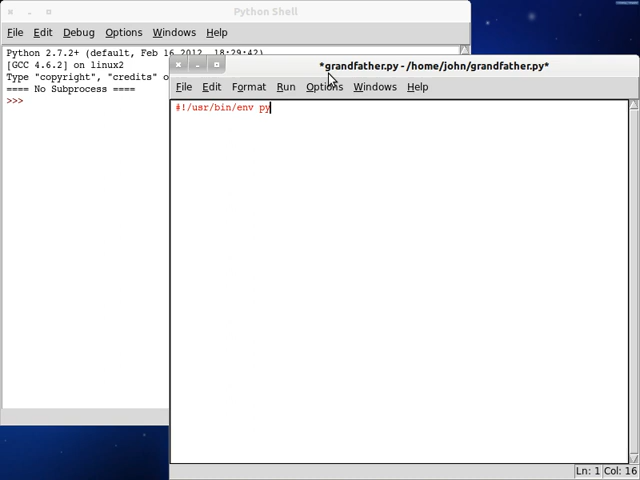 Python Shell
File Edit Debug Options Windows Help
Python 2.7.2+ (default, Feb 16 2012, 18:29:42)
[GCC 4.6.2] on linux2
Type "copyright", "credits" o
==== No Subprocess ====
>>>
*grandfather.py - /home/john/grandfather.py*
File Edit Format Run Options Windows Help
#!/usr/bin/env py
Ln: 1 Col: 16